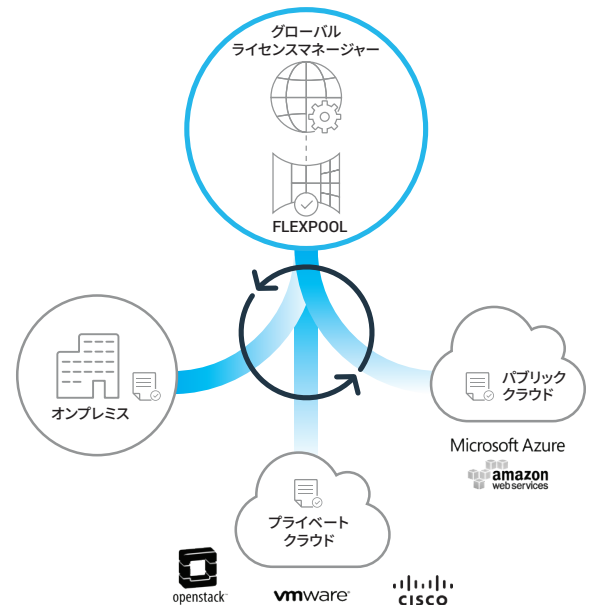 グローバル
ライセンスマネージャー
FLEXPOOL
オンプレミス
パブリック
クラウド
Microsoft Azure
amazon
webservices
プライベート
クラウド
openstack
vmware
CISCO